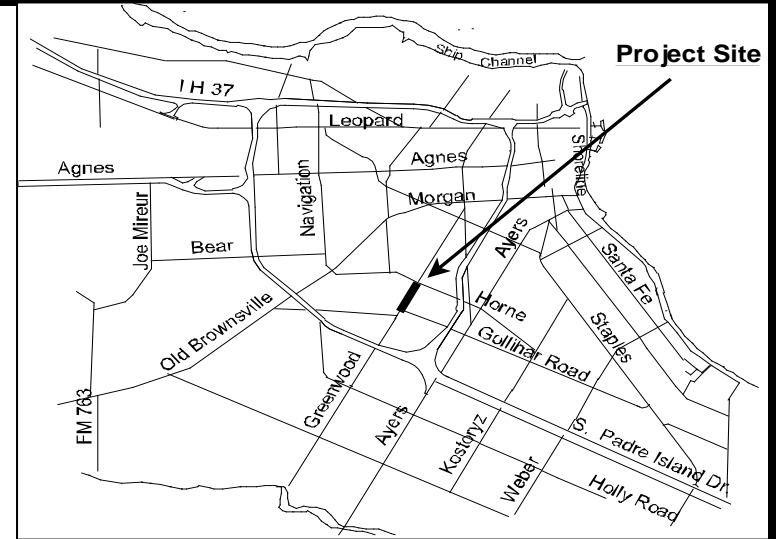 Ship Channel
Project Site
I H 37
Leopard
Shoreline
Agnes
Agnes
Navigation
Morgan
Joe Mireur
Bear
Ayers
Santa Fe
Old Brownsville
Horne
Staples
Gollihar Road
Greenwood
FM 763
Ayers
Kostoryz
Weber
S. Padre Island Dr.
Holly Road